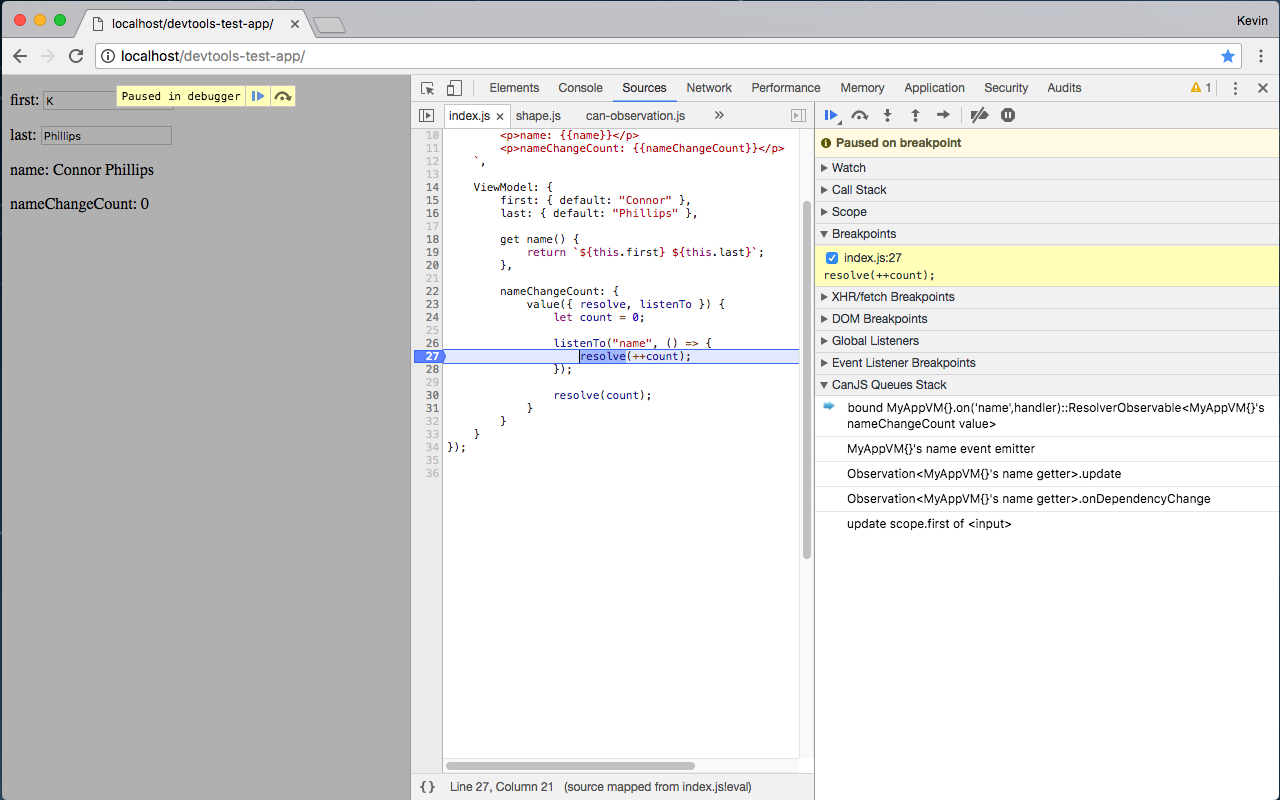 localhost/devtools-test-app/
Kevin
localhost/devtools-test-app/
first: K
Paused in debugger
last: Phillips
name: Connor Phillips
nameChangeCount: 0
Elements Console Sources Network Performance Memory Application Security Audits 1
index.js shape.js can-observation.js »
10 <p>name: {{name}}</p>
11 <p>nameChangeCount: {{nameChangeCount}}</p>
12 `,
13
14 ViewModel: {
15 first: { default: "Connor" },
16 last: { default: "Phillips" },
17
18 get name() {
19 return `${this.first} ${this.last}`;
20 },
21
22 nameChangeCount: {
23 value({ resolve, listenTo }) {
24 let count = 0;
25
26 listenTo("name", () => {
27 resolve(++count);
28 });
29
30 resolve(count);
31 }
32 }
33 }
34 });
35
36
{} Line 27, Column 21 (source mapped from index.js!eval)
Paused on breakpoint
Watch
Call Stack
Scope
Breakpoints
index.js:27
resolve(++count);
XHR/fetch Breakpoints
DOM Breakpoints
Global Listeners
Event Listener Breakpoints
CanJS Queues Stack
bound MyAppVM{}.on('name',handler)::ResolverObservable<MyAppVM{}'s
nameChangeCount value>
MyAppVM{}'s name event emitter
Observation<MyAppVM{}'s name getter>.update
Observation<MyAppVM{}'s name getter>.onDependencyChange
update scope.first of <input>